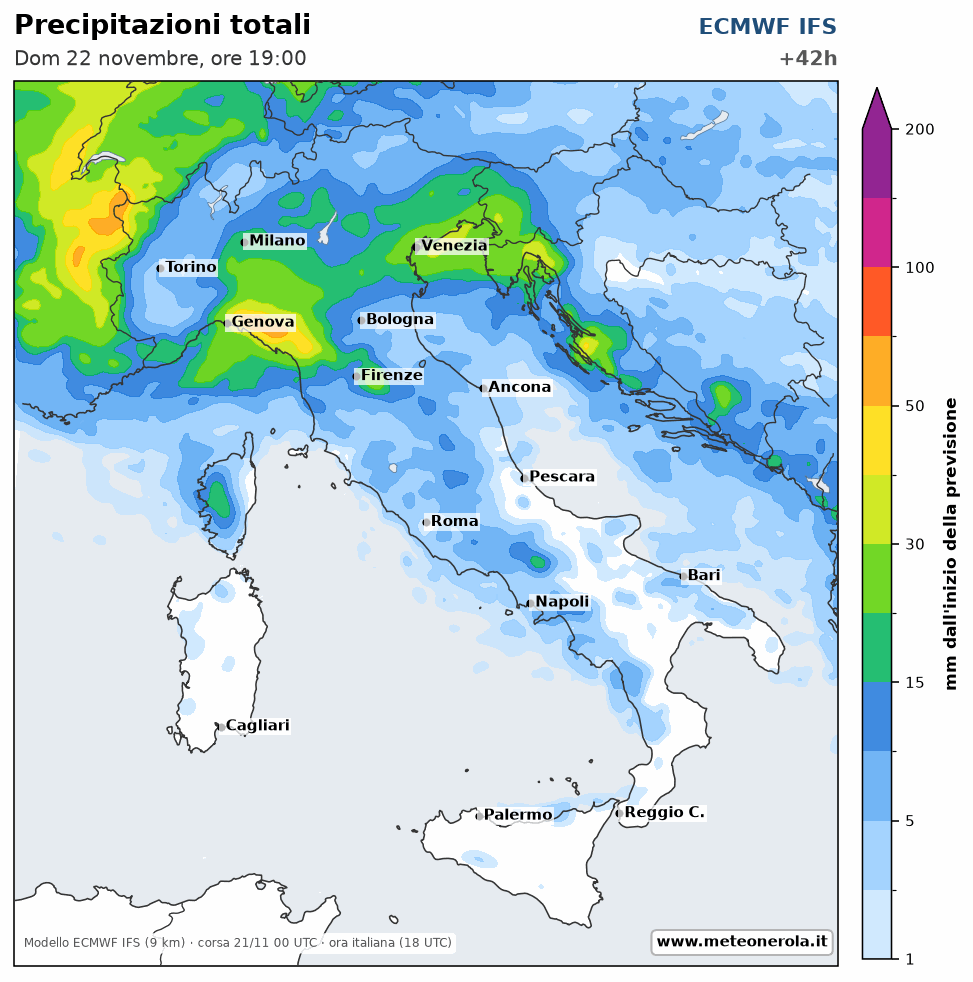 Precipitazioni totali
ECMWF IFS
Dom 22 novembre, ore 19:00
+42h
Milano
Venezia
Torino
Genova
Bologna
Firenze
Ancona
Pescara
Roma
Bari
Napoli
Cagliari
Palermo
Reggio C.
200
100
50
30
15
5
1
mm dall'inizio della previsione
Modello ECMWF IFS (9 km) · corsa 21/11 00 UTC · ora italiana (18 UTC)
www.meteonerola.it